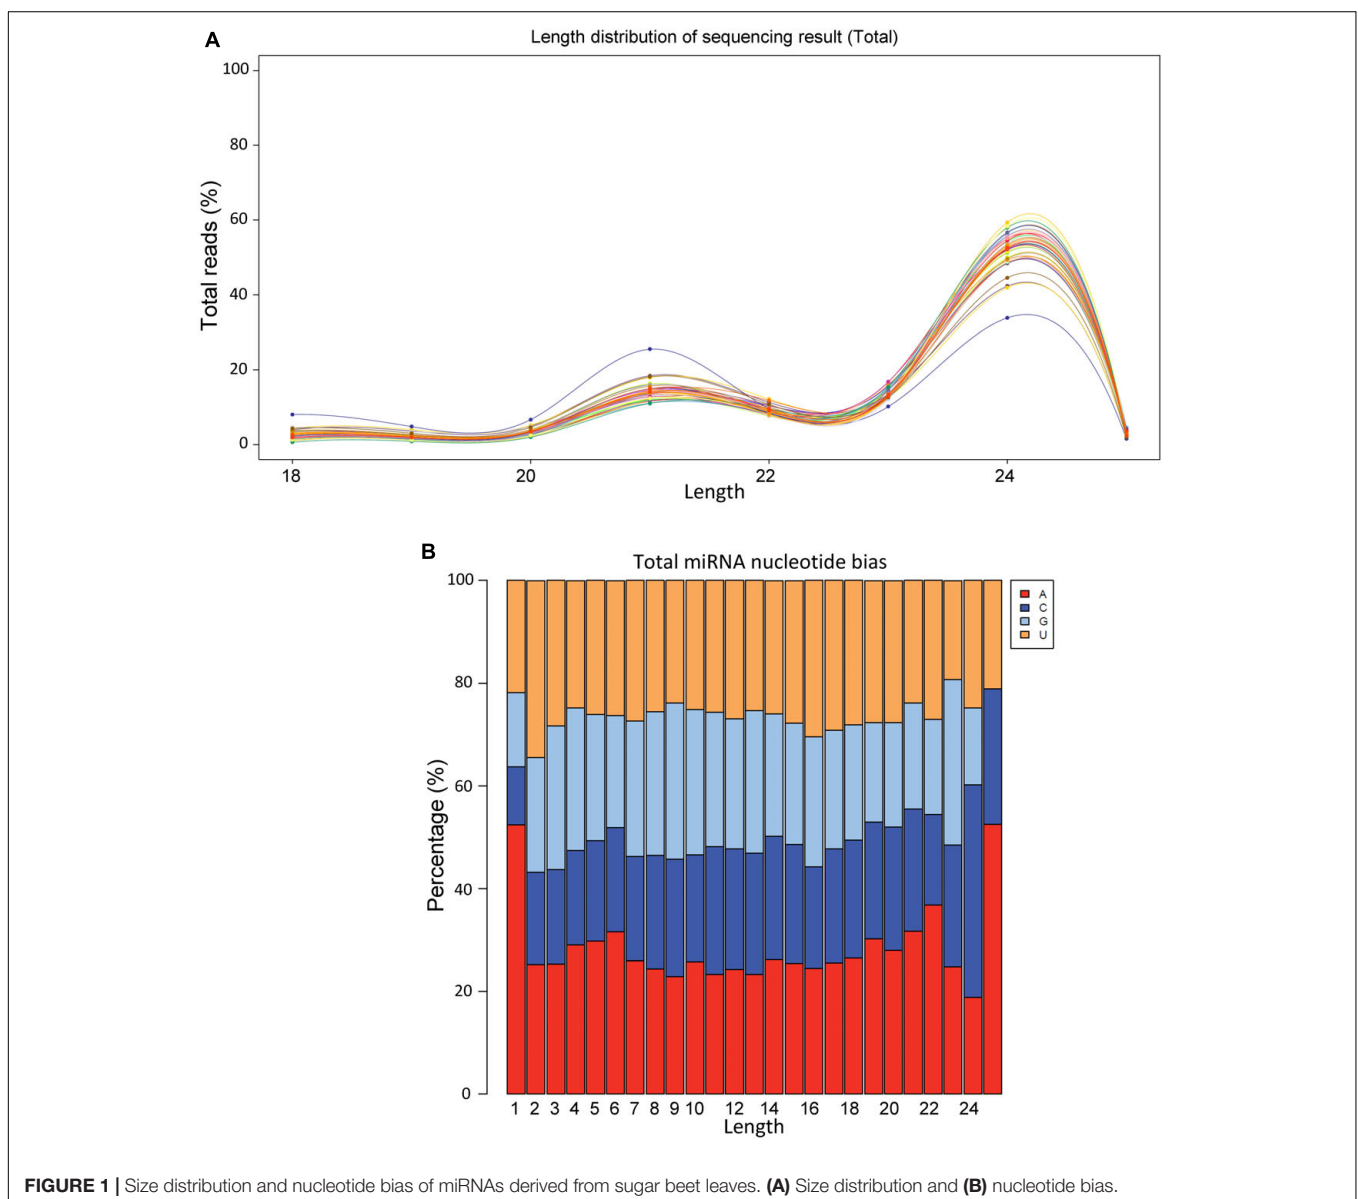 A
Length distribution of sequencing result (Total)
100
80
60
40
20
0
Total reads (%)
18 20 22 24
Length
B
Total miRNA nucleotide bias
100
80
60
40
20
0
Percentage (%)
A
C
G
U
1 2 3 4 5 6 7 8 9 10 12 14 16 18 20 22 24
Length
FIGURE 1 | Size distribution and nucleotide bias of miRNAs derived from sugar beet leaves. (A) Size distribution and (B) nucleotide bias.